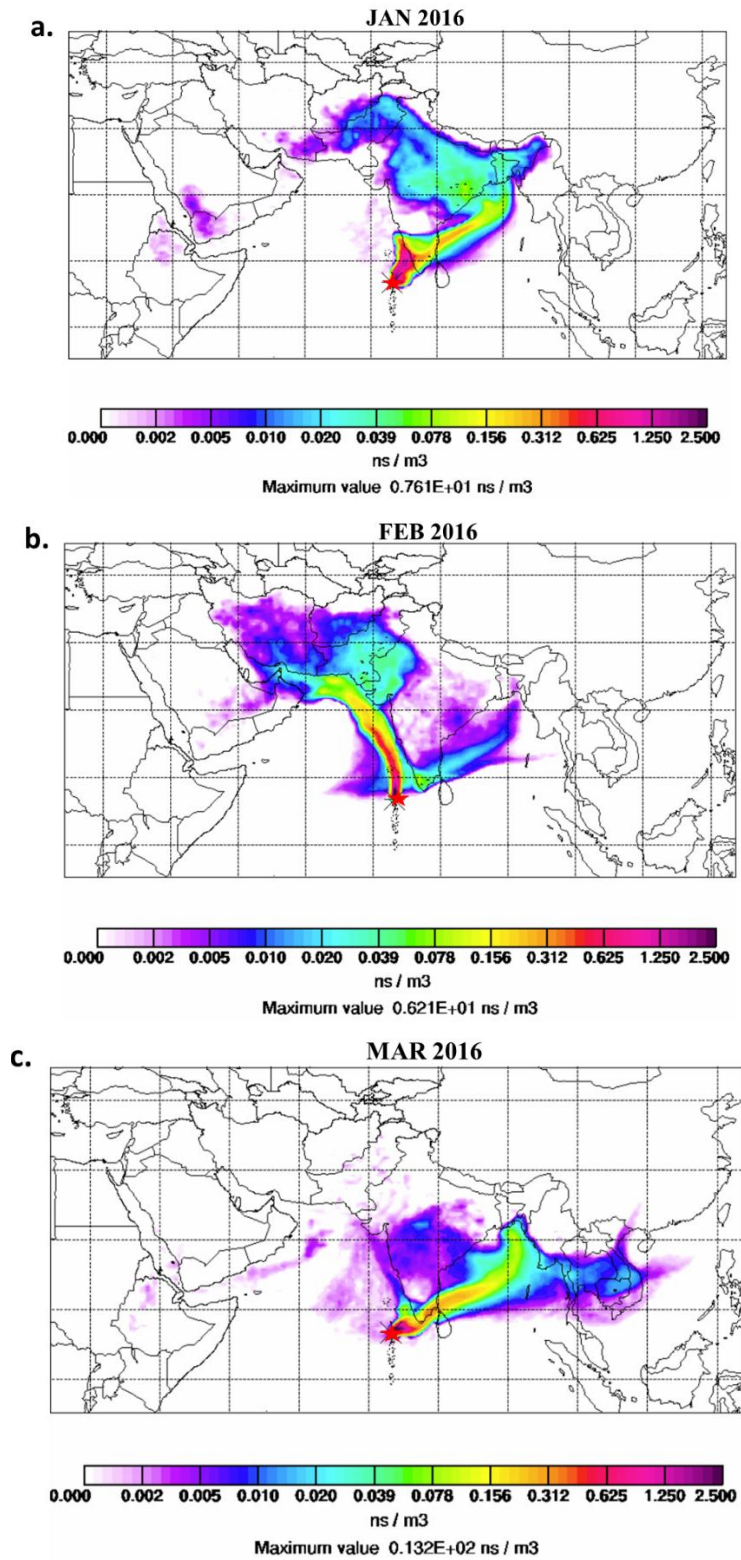 a.
JAN 2016
0.000 0.002 0.005 0.010 0.020 0.039 0.078 0.156 0.312 0.625 1.250 2.500
ns / m3
Maximum value 0.761E+01 ns / m3
b.
FEB 2016
0.000 0.002 0.005 0.010 0.020 0.039 0.078 0.156 0.312 0.625 1.250 2.500
ns / m3
Maximum value 0.621E+01 ns / m3
c.
MAR 2016
0.000 0.002 0.005 0.010 0.020 0.039 0.078 0.156 0.312 0.625 1.250 2.500
ns / m3
Maximum value 0.132E+02 ns / m3